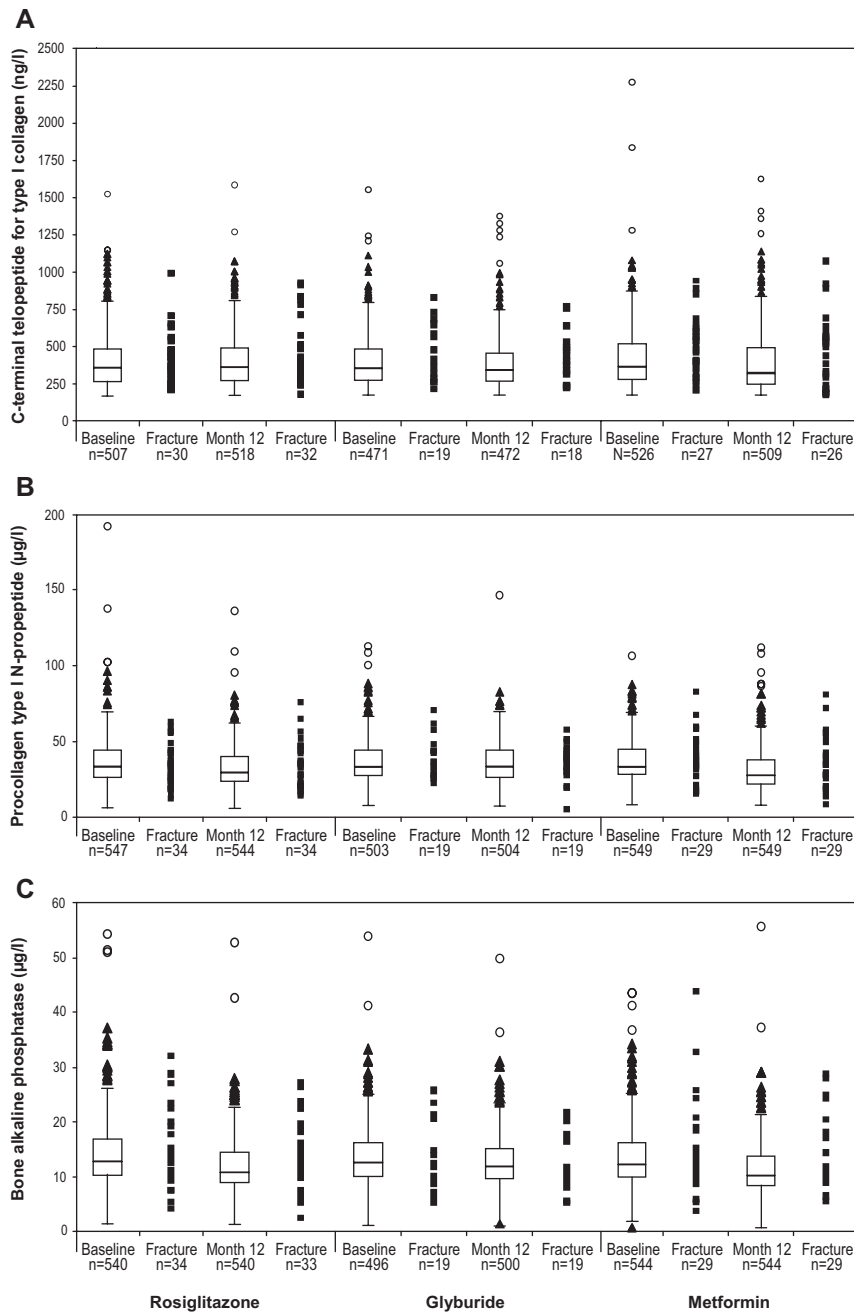 A
C-terminal telopeptide for type I collagen (ng/l)
2500
2250
2000
1750
1500
1250
1000
750
500
250
0
Baseline Fracture Month 12 Fracture Baseline Fracture Month 12 Fracture Baseline Fracture Month 12 Fracture
n=507 n=30 n=518 n=32 n=471 n=19 n=472 n=18 N=526 n=27 n=509 n=26
B
Procollagen type I N-propeptide (µg/l)
200
150
100
50
0
Baseline Fracture Month 12 Fracture Baseline Fracture Month 12 Fracture Baseline Fracture Month 12 Fracture
n=547 n=34 n=544 n=34 n=503 n=19 n=504 n=19 n=549 n=29 n=549 n=29
C
Bone alkaline phosphatase (µg/l)
60
50
40
30
20
10
0
Baseline Fracture Month 12 Fracture Baseline Fracture Month 12 Fracture Baseline Fracture Month 12 Fracture
n=540 n=34 n=540 n=33 n=496 n=19 n=500 n=19 n=544 n=29 n=544 n=29
Rosiglitazone Glyburide Metformin